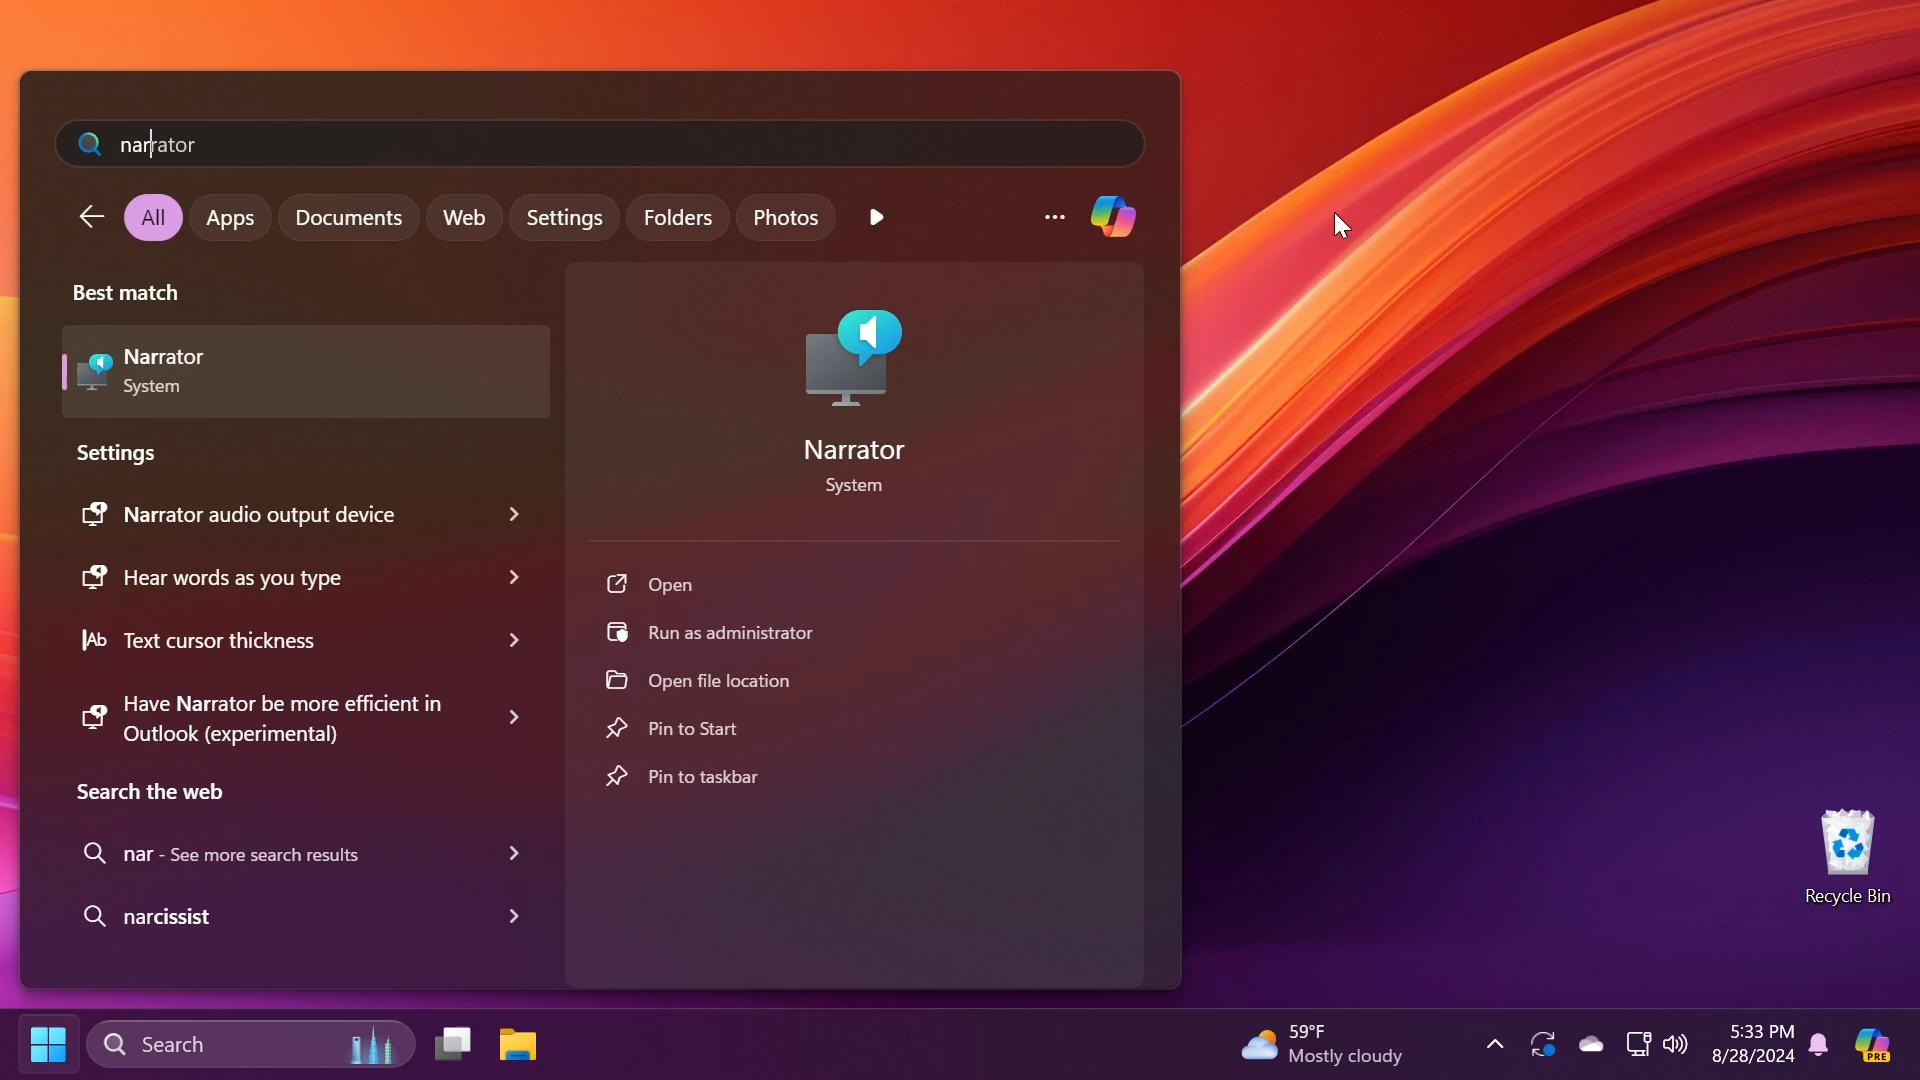 narrator
All Apps Documents Web Settings Folders Photos
Best match
Narrator
System
Settings
Narrator audio output device
Hear words as you type
Ab Text cursor thickness
Have Narrator be more efficient in
Outlook (experimental)
Search the web
nar - See more search results
narcissist
Narrator
System
Open
Run as administrator
Open file location
Pin to Start
Pin to taskbar
Recycle Bin
Search
59°F
Mostly cloudy
5:33 PM
8/28/2024
PRE